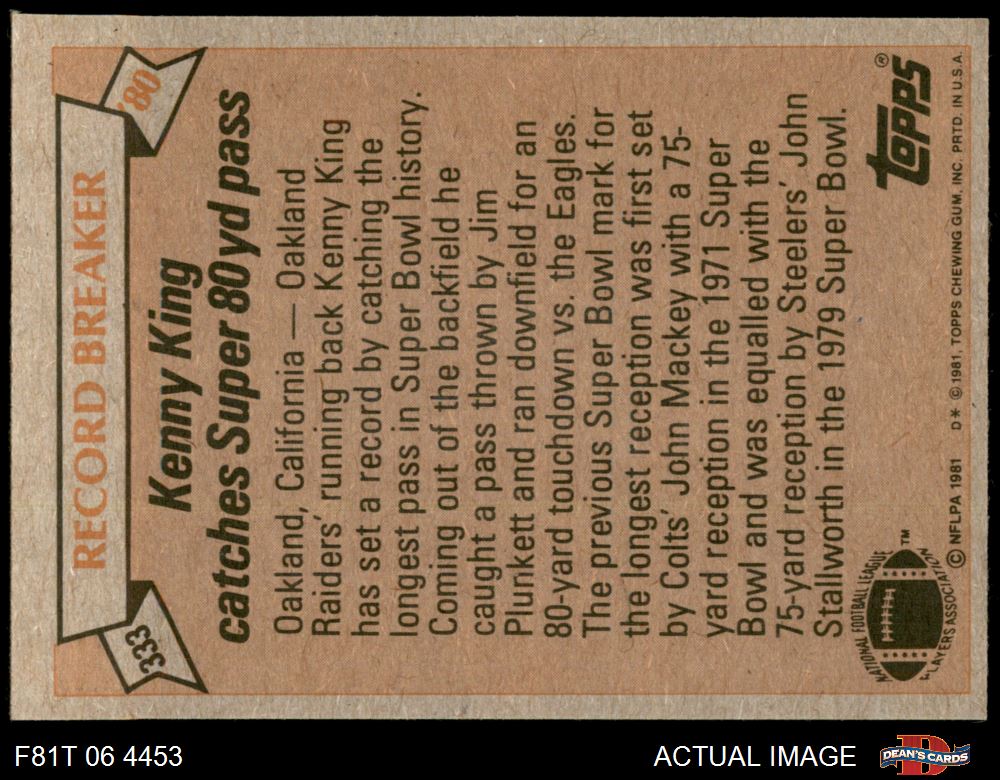 333
RECORD BREAKER
'80
Kenny King
catches Super 80yd pass
Oakland, California — Oakland
Raiders' running back Kenny King
has set a record by catching the
longest pass in Super Bowl history.
Coming out of the backfield he
caught a pass thrown by Jim
Plunkett and ran downfield for an
80-yard touchdown vs. the Eagles.
The previous Super Bowl mark for
the longest reception was first set
by Colts' John Mackey with a 75-
yard reception in the 1971 Super
Bowl and was equalled with the
75-yard reception by Steelers' John
Stallworth in the 1979 Super Bowl.
NATIONAL FOOTBALL LEAGUE
PLAYERS ASSOCIATION
™
topps®
© NFLPA 1981 D* © 1981, TOPPS CHEWING GUM, INC. PRTD. IN U.S.A.
F81T 06 4453
ACTUAL IMAGE
DEAN'S CARDS